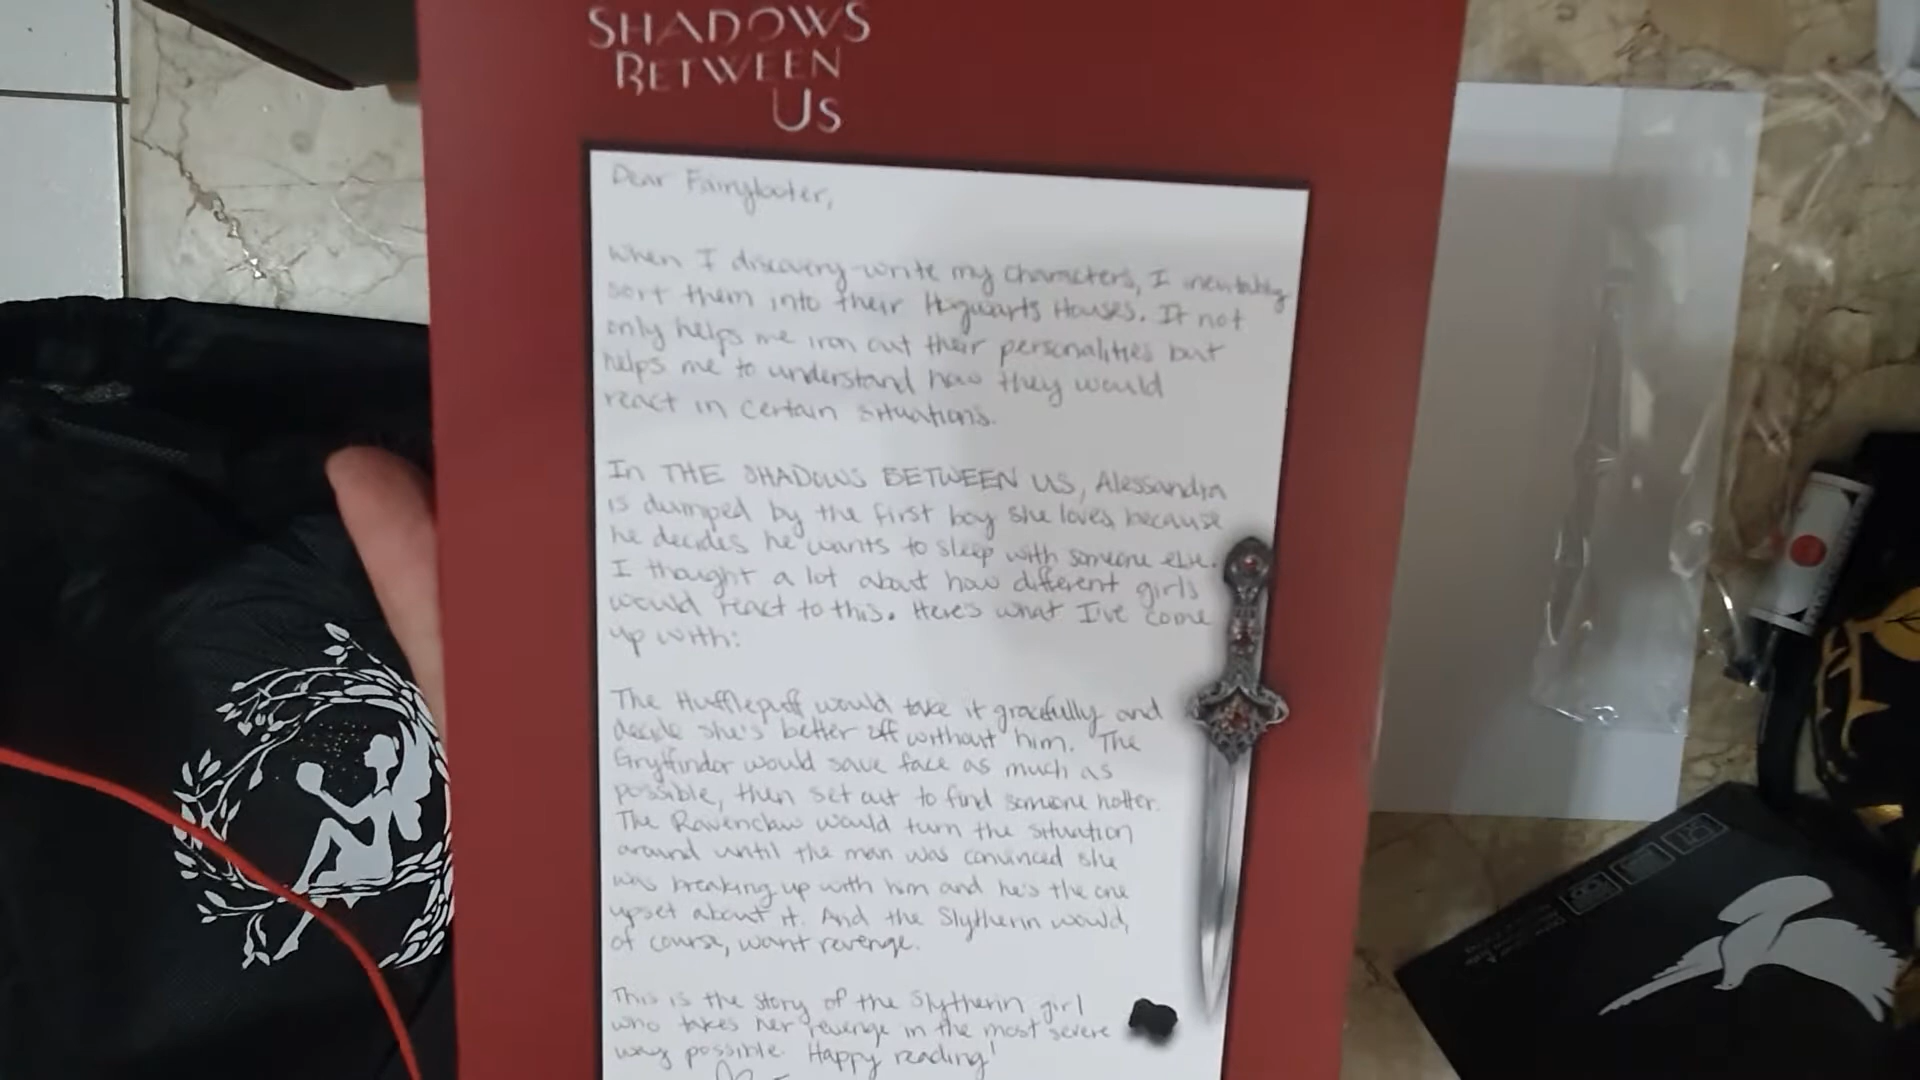 SHADOWS
BETWEEN
US
Dear Fairylooter,
When I discovery-write my characters, I inevitably
sort them into their Hogwarts Houses. It not
only helps me iron out their personalities but
helps me to understand how they would
react in certain situations.
In THE SHADOWS BETWEEN US, Alessandra
is dumped by the first boy she loves because
he decides he wants to sleep with someone else.
I thought a lot about how different girls
would react to this. Here's what I've come
up with:
The Hufflepuff would take it gracefully and
decide she's better off without him. The
Gryffindor would save face as much as
possible, then set out to find someone hotter.
The Ravenclaw would turn the situation
around until the man was convinced she
was breaking up with him and he's the one
upset about it. And the Slytherin would,
of course, want revenge.
This is the story of the Slytherin girl
who takes her revenge in the most severe
way possible. Happy reading!